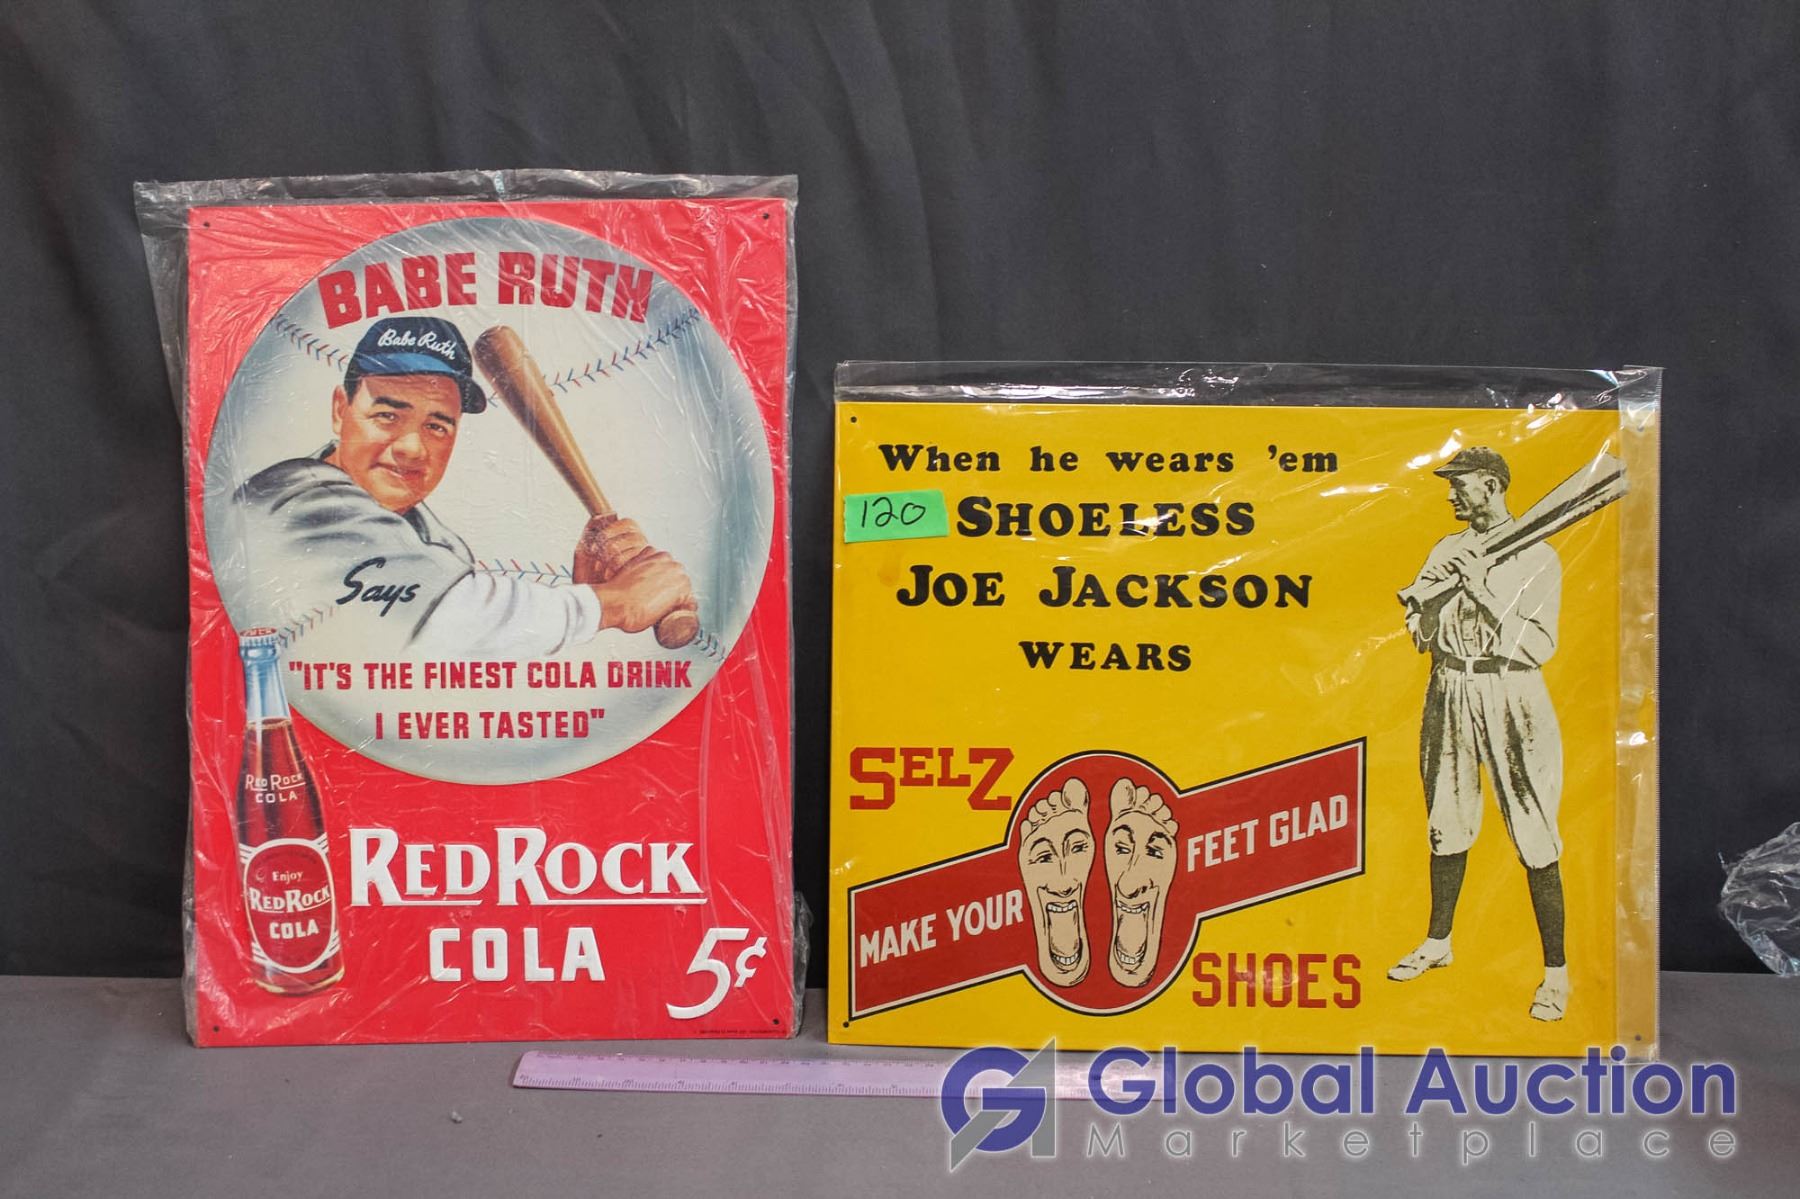 BABE RUTH
Babe Ruth
Says
"IT'S THE FINEST COLA DRINK
I EVER TASTED"
RED ROCK
COLA
Enjoy
RED ROCK
COLA
RED ROCK
COLA
5¢
When he wears 'em
120
SHOELESS
JOE JACKSON
WEARS
SELZ
MAKE YOUR FEET GLAD
SHOES
Global Auction
Marketplace